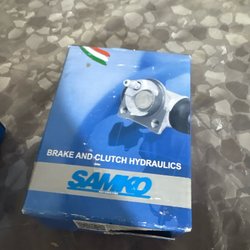 BRAKE AND CLUTCH HYDRAULICS
SAMKO